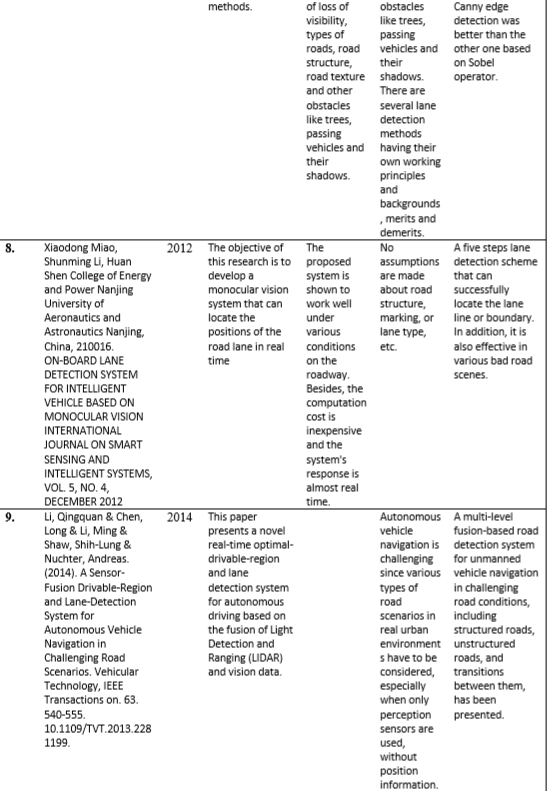 methods.
of loss of
visibility,
types of
roads, road
structure,
road texture
and other
obstacles
like trees,
passing
vehicles and
their
shadows.
obstacles
like trees,
passing
vehicles and
their
shadows.
There are
several lane
detection
methods
having their
own working
principles
and
backgrounds
, merits and
demerits.
Canny edge
detection was
better than the
other one based
on Sobel
operator.
8.
Xiaodong Miao,
Shunming Li, Huan
Shen College of Energy
and Power Nanjing
University of
Aeronautics and
Astronautics Nanjing,
China, 210016.
ON-BOARD LANE
DETECTION SYSTEM
FOR INTELLIGENT
VEHICLE BASED ON
MONOCULAR VISION
INTERNATIONAL
JOURNAL ON SMART
SENSING AND
INTELLIGENT SYSTEMS,
VOL. 5, NO. 4,
DECEMBER 2012
2012
The objective of
this research is to
develop a
monocular vision
system that can
locate the
positions of the
road lane in real
time
The
proposed
system is
shown to
work well
under
various
conditions
on the
roadway.
Besides, the
computation
cost is
inexpensive
and the
system's
response is
almost real
time.
No
assumptions
are made
about road
structure,
marking, or
lane type,
etc.
A five steps lane
detection scheme
that can
successfully
locate the lane
line or boundary.
In addition, it is
also effective in
various bad road
scenes.
9.
Li, Qingquan & Chen,
Long & Li, Ming &
Shaw, Shih-Lung &
Nuchter, Andreas.
(2014). A Sensor-
Fusion Drivable-Region
and Lane-Detection
System for
Autonomous Vehicle
Navigation in
Challenging Road
Scenarios. Vehicular
Technology, IEEE
Transactions on. 63.
540-555.
10.1109/TVT.2013.228
1199.
2014
This paper
presents a novel
real-time optimal-
drivable-region
and lane
detection system
for autonomous
driving based on
the fusion of Light
Detection and
Ranging (LIDAR)
and vision data.
Autonomous
vehicle
navigation is
challenging
since various
types of
road
scenarios in
real urban
environment
s have to be
considered,
especially
when only
perception
sensors are
used,
without
position
information.
A multi-level
fusion-based road
detection system
for unmanned
vehicle navigation
in challenging
road conditions,
including
structured roads,
unstructured
roads, and
transitions
between them,
has been
presented.